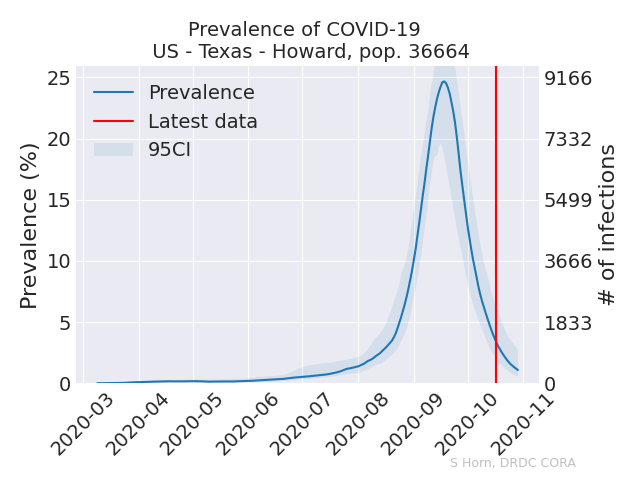 Prevalence of COVID-19
US - Texas - Howard, pop. 36664
Prevalence
Latest data
95CI
Prevalence (%)
25
20
15
10
5
0
9166
7332
5499
3666
1833
0
# of infections
2020-03
2020-04
2020-05
2020-06
2020-07
2020-08
2020-09
2020-10
2020-11
S Horn, DRDC CORA